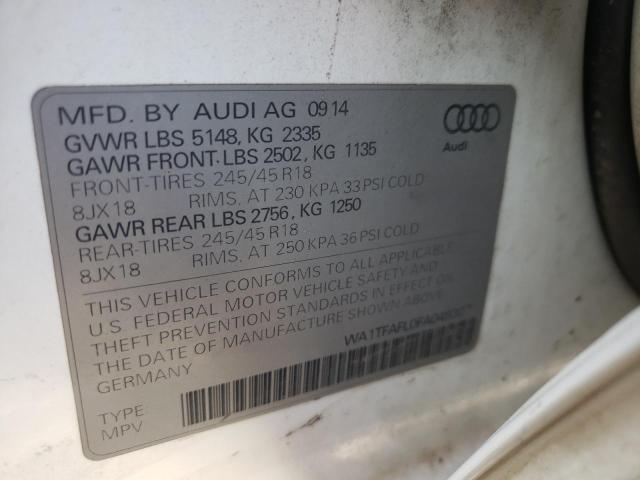 MFD. BY AUDI AG 09 14
Audi
GVWR LBS 5148, KG 2335
GAWR FRONT-LBS 2502, KG 1135
FRONT-TIRES 245/45 R18
8JX18 RIMS, AT 230 KPA 33 PSI COLD
GAWR REAR LBS 2756, KG 1250
REAR-TIRES 245/45 R18
8JX18 RIMS, AT 250 KPA 36 PSI COLD
THIS VEHICLE CONFORMS TO ALL APPLICABLE
U.S. FEDERAL MOTOR VEHICLE SAFETY AND
THEFT PREVENTION STANDARDS IN EFFECT ON THE
DATE OF MANUFACTURE SHOWN ABOVE
GERMANY
TYPE
MPV